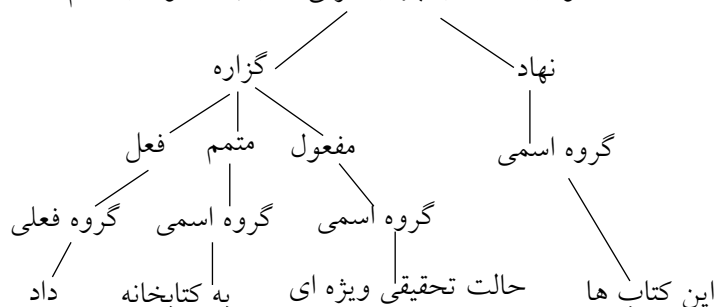 گزاره نهاد
فعل متمم مفعول گروه اسمی
گروه فعلی گروه اسمی گروه اسمی
داد به کتابخانه حالت تحقیقی ویژه ای این کتاب ها